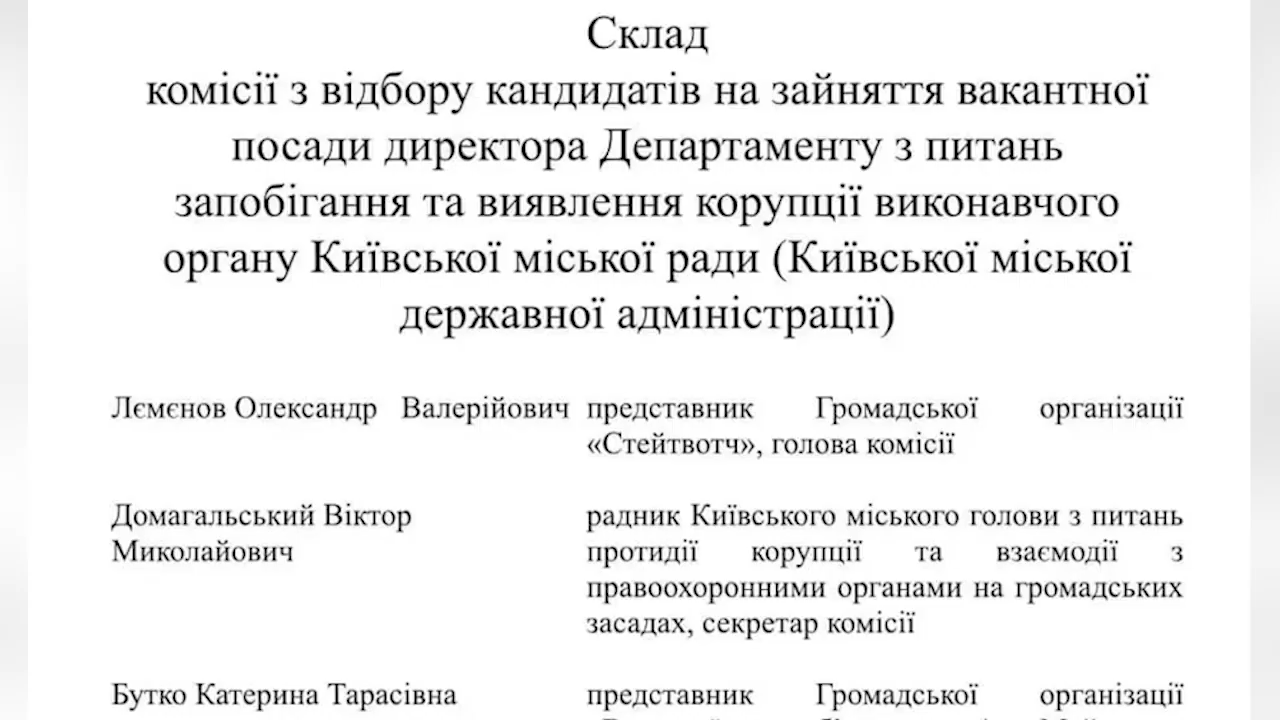 Склад
комісії з відбору кандидатів на зайняття вакантної
посади директора Департаменту з питань
запобігання та виявлення корупції виконавчого
органу Київської міської ради (Київської міської
державної адміністрації)
Лємєнов Олександр Валерійович представник Громадської організації
«Стейтвотч», голова комісії
Домагальський Віктор
Миколайович
радник Київського міського голови з питань
протидії корупції та взаємодії з
правоохоронними органами на громадських
засадах, секретар комісії
Бутко Катерина Тарасівна представник Громадської організації